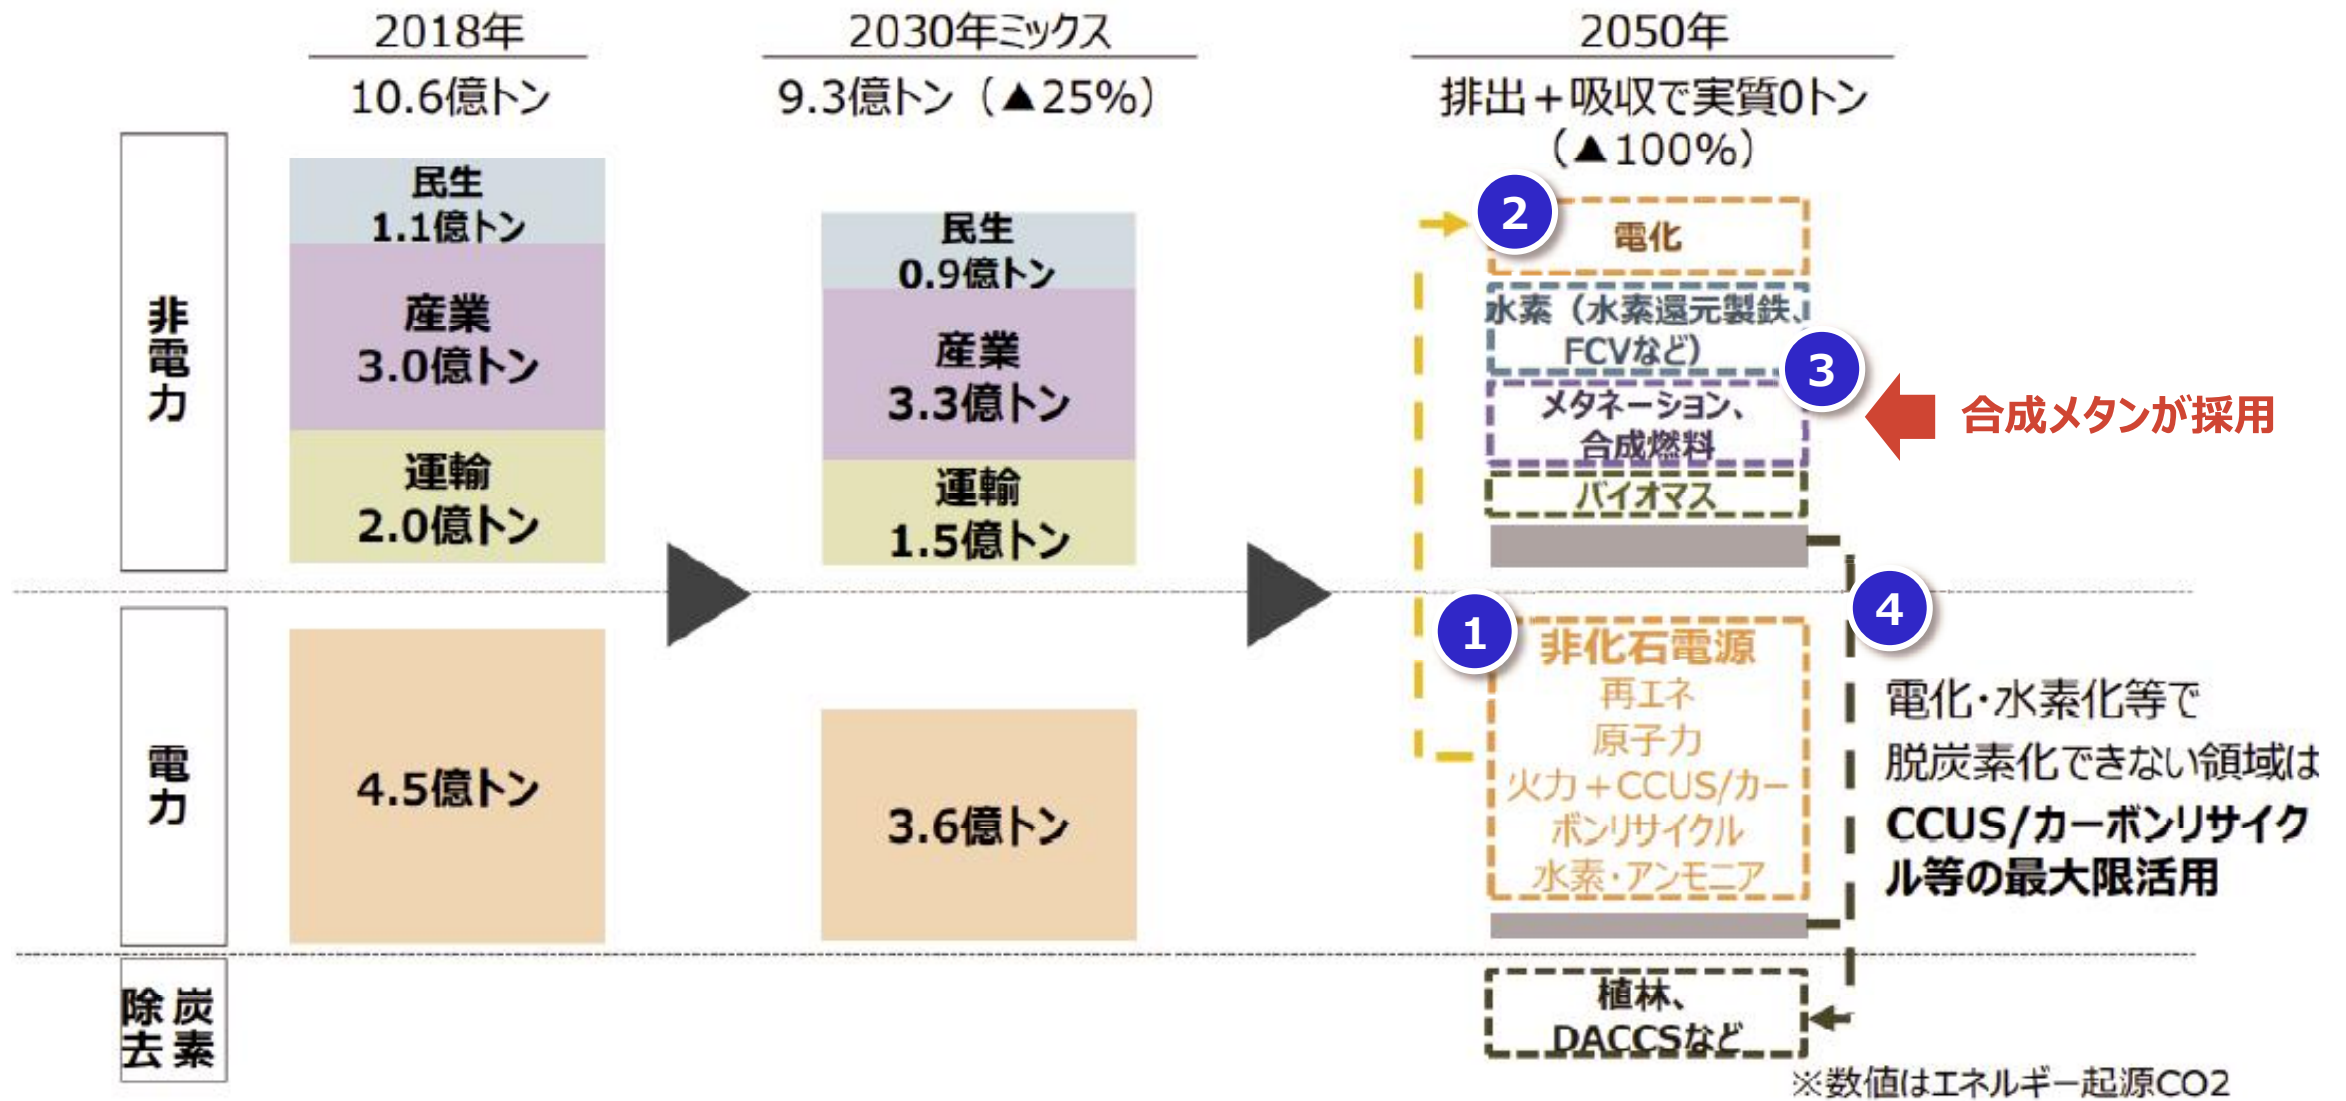 2018年
10.6億トン
2030年ミックス
9.3億トン（▲25%）
2050年
排出＋吸収で実質0トン
（▲100%）
非電力
民生
1.1億トン
産業
3.0億トン
運輸
2.0億トン
民生
0.9億トン
産業
3.3億トン
運輸
1.5億トン
2
電化
水素（水素還元製鉄、
FCVなど）
3
メタネーション、
合成燃料
合成メタンが採用
バイオマス
電力
4.5億トン
3.6億トン
1
非化石電源
再エネ
原子力
火力＋CCUS/カー
ボンリサイクル
水素・アンモニア
4
電化・水素化等で
脱炭素化できない領域は
CCUS/カーボンリサイク
ル等の最大限活用
炭素
除去
植林、
DACCSなど
※数値はエネルギー起源CO2